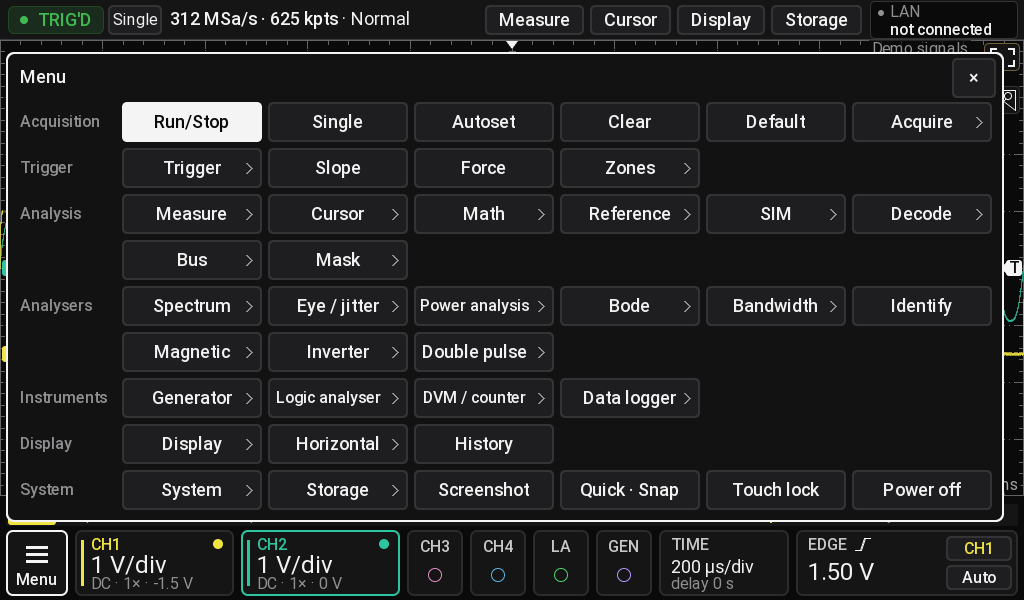 TRIG'D Single 312 MSa/s · 625 kpts · Normal Measure Cursor Display Storage LAN
not connected
Demo signals
Menu ×
Acquisition Run/Stop Single Autoset Clear Default Acquire
Trigger Trigger Slope Force Zones
Analysis Measure Cursor Math Reference SIM Decode
T
Bus Mask
Analysers Spectrum Eye / jitter Power analysis Bode Bandwidth Identify
Magnetic Inverter Double pulse
Instruments Generator Logic analyser DVM / counter Data logger
Display Display Horizontal History
System System Storage Screenshot Quick · Snap Touch lock Power off
ns
Menu CH1 CH2 CH3 CH4 LA GEN TIME EDGE CH1
1 V/div 1 V/div 200 µs/div 1.50 V Auto
DC · 1× · -1.5 V DC · 1× · 0 V delay 0 s